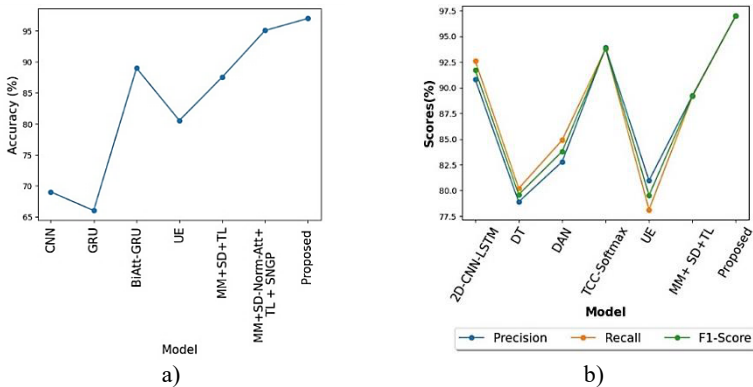 95
90
85
80
75
70
65
Accuracy (%)
CNN
GRU
BiAtt-GRU
UE
MM+SD+TL
MM+SD-Norm-Att+
TL + SNGP
Proposed
Model
a)
97.5
95.0
92.5
90.0
87.5
85.0
82.5
80.0
77.5
Scores(%)
2D-CNN-LSTM
DT
DAN
TCC-Softmax
UE
MM+ SD+TL
Proposed
Model
Precision Recall F1-Score
b)